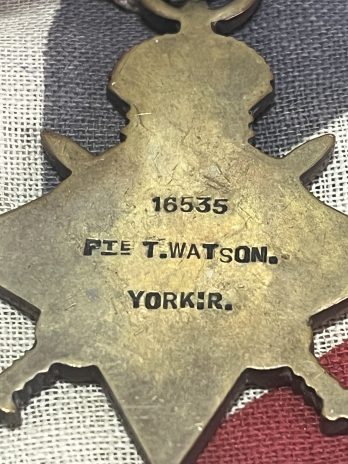 16535
PTE T.WATSON.
YORK:R.